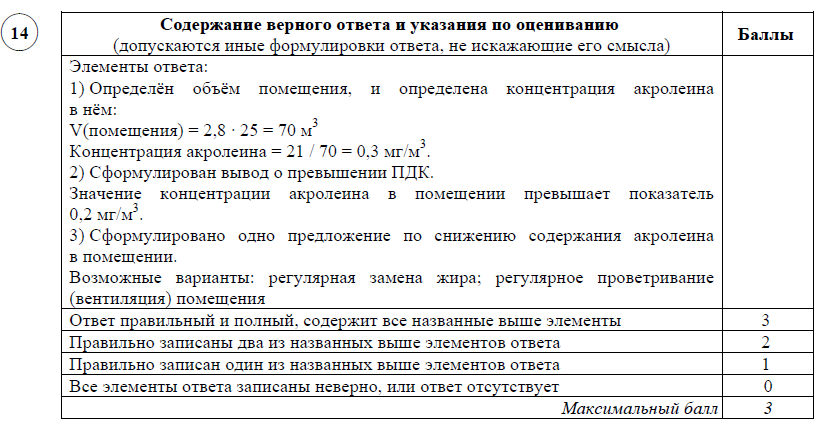 14
Содержание верного ответа и указания по оцениванию
(допускаются иные формулировки ответа, не искажающие его смысла)
Баллы
Элементы ответа:
1) Определён объём помещения, и определена концентрация акролеина
в нём:
V(помещения) = 2,8 · 25 = 70 м³
Концентрация акролеина = 21 / 70 = 0,3 мг/м³.
2) Сформулирован вывод о превышении ПДК.
Значение концентрации акролеина в помещении превышает показатель
0,2 мг/м³.
3) Сформулировано одно предложение по снижению содержания акролеина
в помещении.
Возможные варианты: регулярная замена жира; регулярное проветривание
(вентиляция) помещения
Ответ правильный и полный, содержит все названные выше элементы 3
Правильно записаны два из названных выше элементов ответа 2
Правильно записан один из названных выше элементов ответа 1
Все элементы ответа записаны неверно, или ответ отсутствует 0
Максимальный балл 3